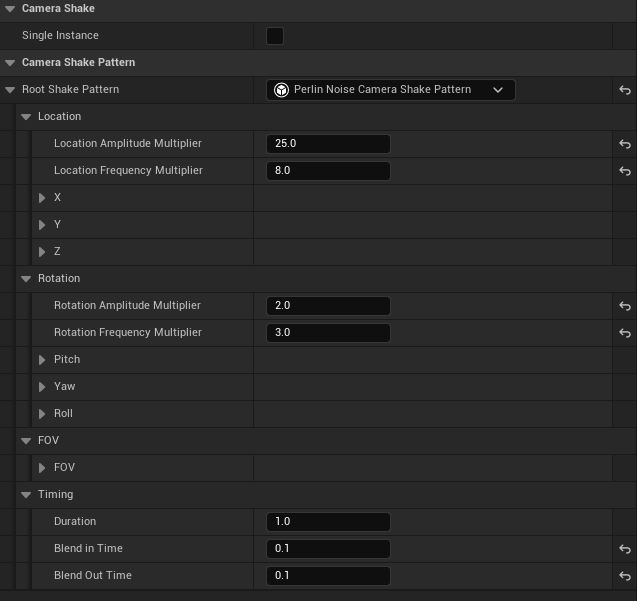 Camera Shake
Single Instance
Camera Shake Pattern
Root Shake Pattern Perlin Noise Camera Shake Pattern
Location
Location Amplitude Multiplier 25.0
Location Frequency Multiplier 8.0
X
Y
Z
Rotation
Rotation Amplitude Multiplier 2.0
Rotation Frequency Multiplier 3.0
Pitch
Yaw
Roll
FOV
FOV
Timing
Duration 1.0
Blend in Time 0.1
Blend Out Time 0.1